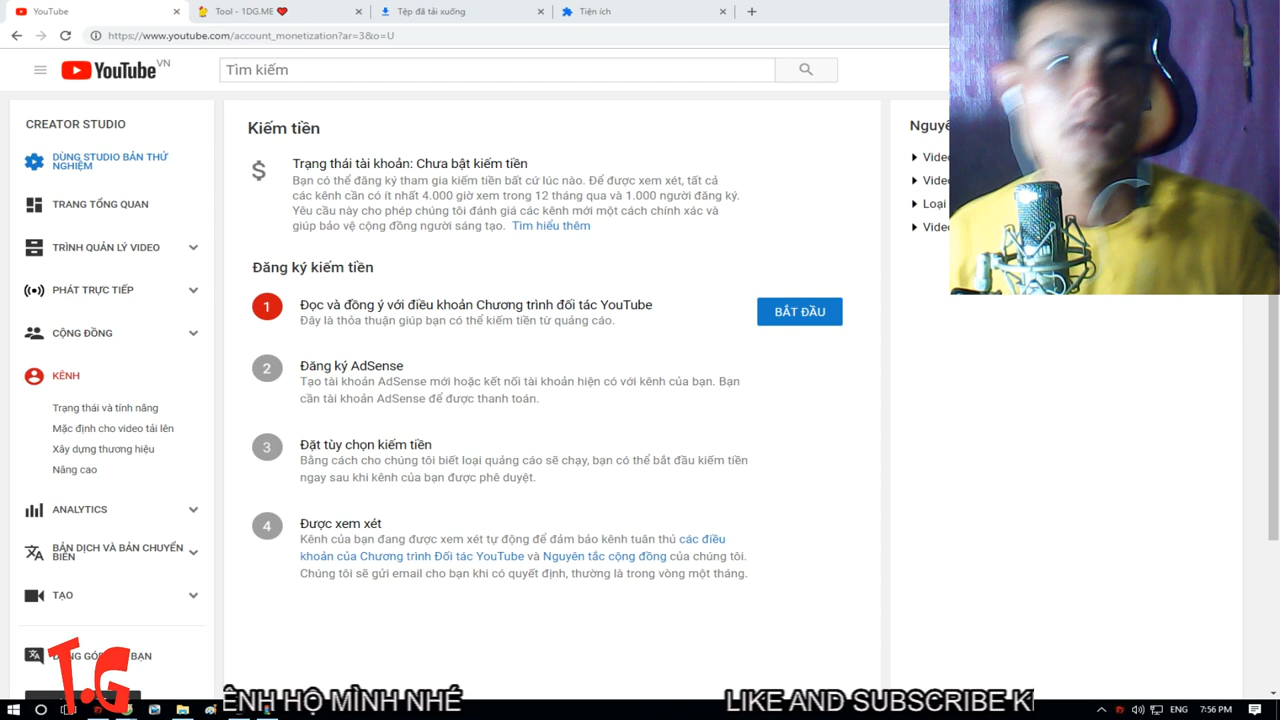 YouTube
Tool - 1DG.ME ❤
Tệp đã tải xuống
Tiện ích
https://www.youtube.com/account_monetization?ar=3&o=U
YouTube VN
Tìm kiếm
CREATOR STUDIO
DÙNG STUDIO BẢN THỬ
NGHIỆM
TRANG TỔNG QUAN
TRÌNH QUẢN LÝ VIDEO
PHÁT TRỰC TIẾP
CỘNG ĐỒNG
KÊNH
Trạng thái và tính năng
Mặc định cho video tải lên
Xây dựng thương hiệu
Nâng cao
ANALYTICS
BẢN DỊCH VÀ BẢN CHUYỂN
BIÊN
TẠO
Kiếm tiền
Trạng thái tài khoản: Chưa bật kiếm tiền
Bạn có thể đăng ký tham gia kiếm tiền bất cứ lúc nào. Để được xem xét, tất cả
các kênh cần có ít nhất 4.000 giờ xem trong 12 tháng qua và 1.000 người đăng ký.
Yêu cầu này cho phép chúng tôi đánh giá các kênh mới một cách chính xác và
giúp bảo vệ cộng đồng người sáng tạo. Tìm hiểu thêm
Đăng ký kiếm tiền
1 Đọc và đồng ý với điều khoản Chương trình đối tác YouTube
Đây là thỏa thuận giúp bạn có thể kiếm tiền từ quảng cáo.
BẮT ĐẦU
2 Đăng ký AdSense
Tạo tài khoản AdSense mới hoặc kết nối tài khoản hiện có với kênh của bạn. Bạn
cần tài khoản AdSense để được thanh toán.
3 Đặt tùy chọn kiếm tiền
Bằng cách cho chúng tôi biết loại quảng cáo sẽ chạy, bạn có thể bắt đầu kiếm tiền
ngay sau khi kênh của bạn được phê duyệt.
4 Được xem xét
Kênh của bạn đang được xem xét tự động để đảm bảo kênh tuân thủ các điều
khoản của Chương trình Đối tác YouTube và Nguyên tắc cộng đồng của chúng tôi.
Chúng tôi sẽ gửi email cho bạn khi có quyết định, thường là trong vòng một tháng.
Nguyê
Video
Video
Loại
Video
T.G
ÊNH HỘ MÌNH NHÉ
LIKE AND SUBSCRIBE
ENG
7:56 PM